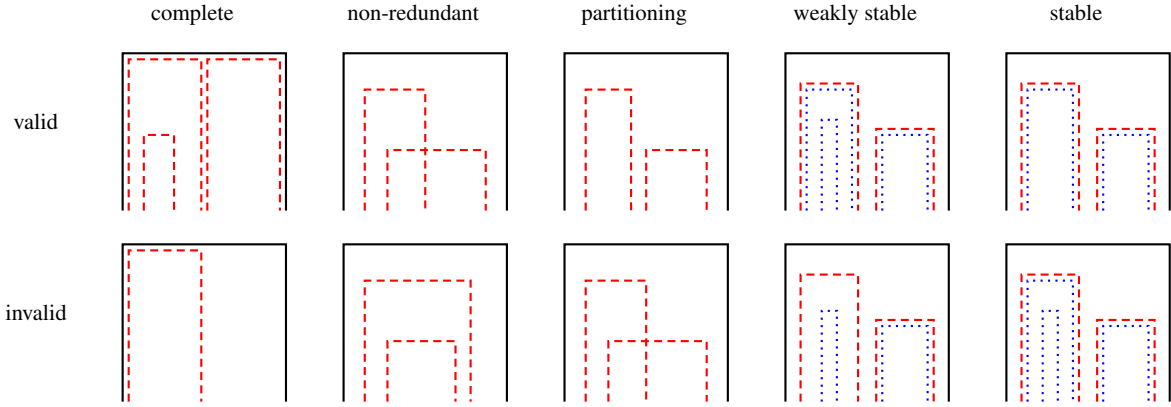 complete non-redundant partitioning weakly stable stable
valid
invalid